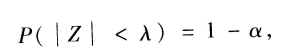 P(|Z| < λ) = 1 - α,